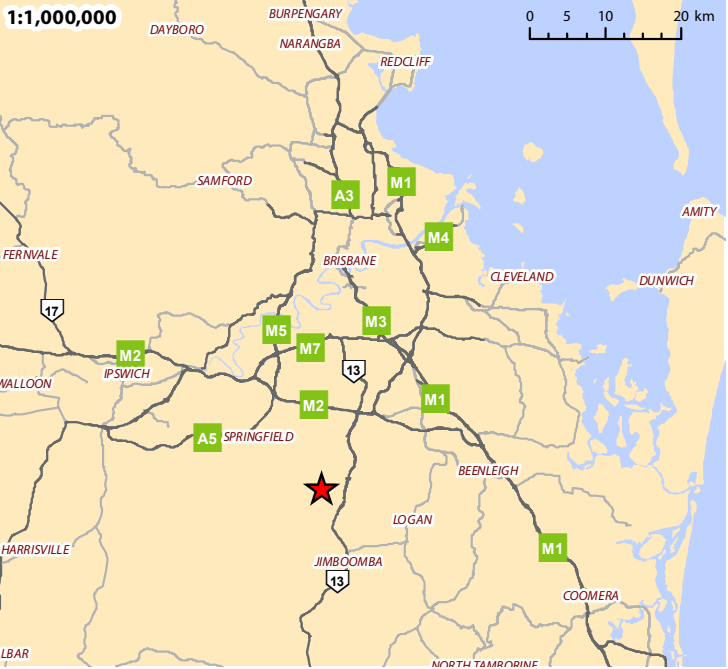 1:1,000,000
BURPENGARY
0 5 10 20 km
DAYBORO
NARANGBA
REDCLIFF
SAMFORD
A3
M1
AMITY
M4
FERNVALE
BRISBANE
CLEVELAND
DUNWICH
17
M5
M3
M7
M2
IPSWICH
13
WALLOON
M2
M1
A5
SPRINGFIELD
BEENLEIGH
LOGAN
HARRISVILLE
M1
JIMBOOMBA
13
COOMERA
LBAR
NORTH TAMBORINE